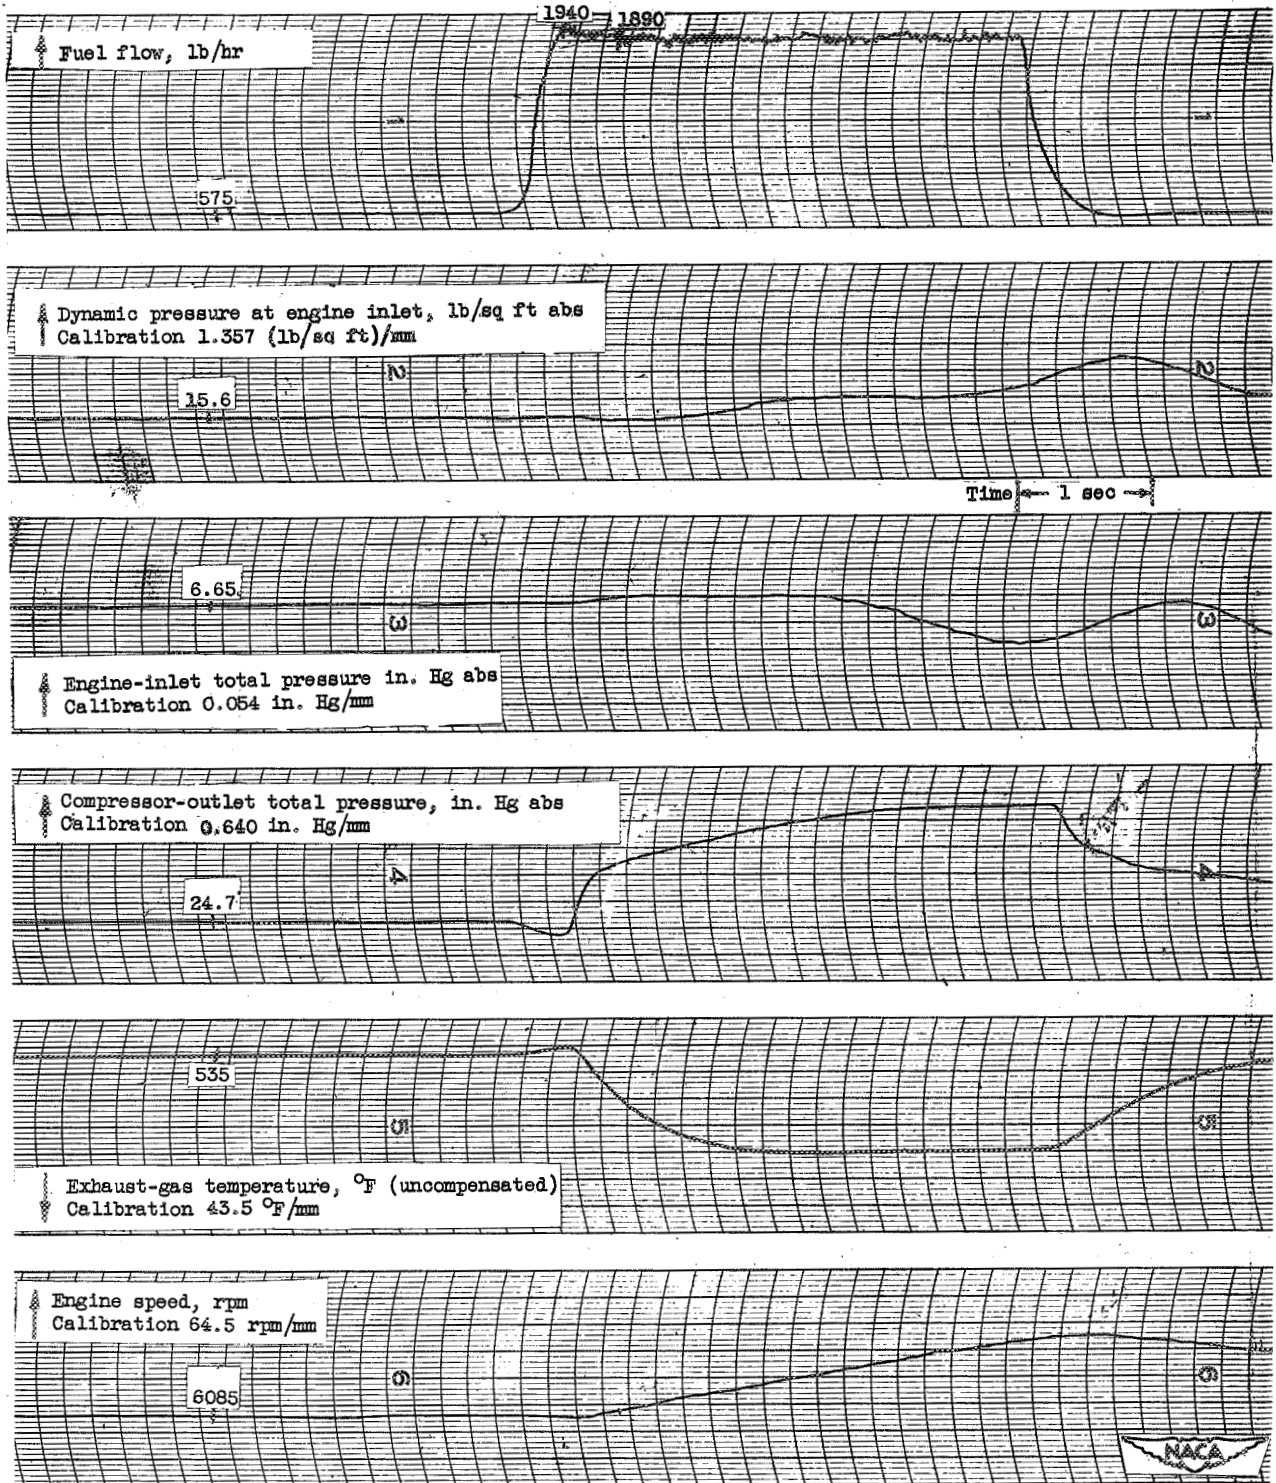 1940
1890
Fuel flow, lb/hr
1
1
575
Dynamic pressure at engine inlet, lb/sq ft abs
Calibration 1.357 (lb/sq ft)/mm
2
2
15.6
Time 1 sec
6.65
3
3
Engine-inlet total pressure in. Hg abs
Calibration 0.054 in. Hg/mm
Compressor-outlet total pressure, in. Hg abs
Calibration 0.640 in. Hg/mm
4
4
24.7
535
5
5
Exhaust-gas temperature, °F (uncompensated)
Calibration 43.5 °F/mm
Engine speed, rpm
Calibration 64.5 rpm/mm
6
6
6085
NACA